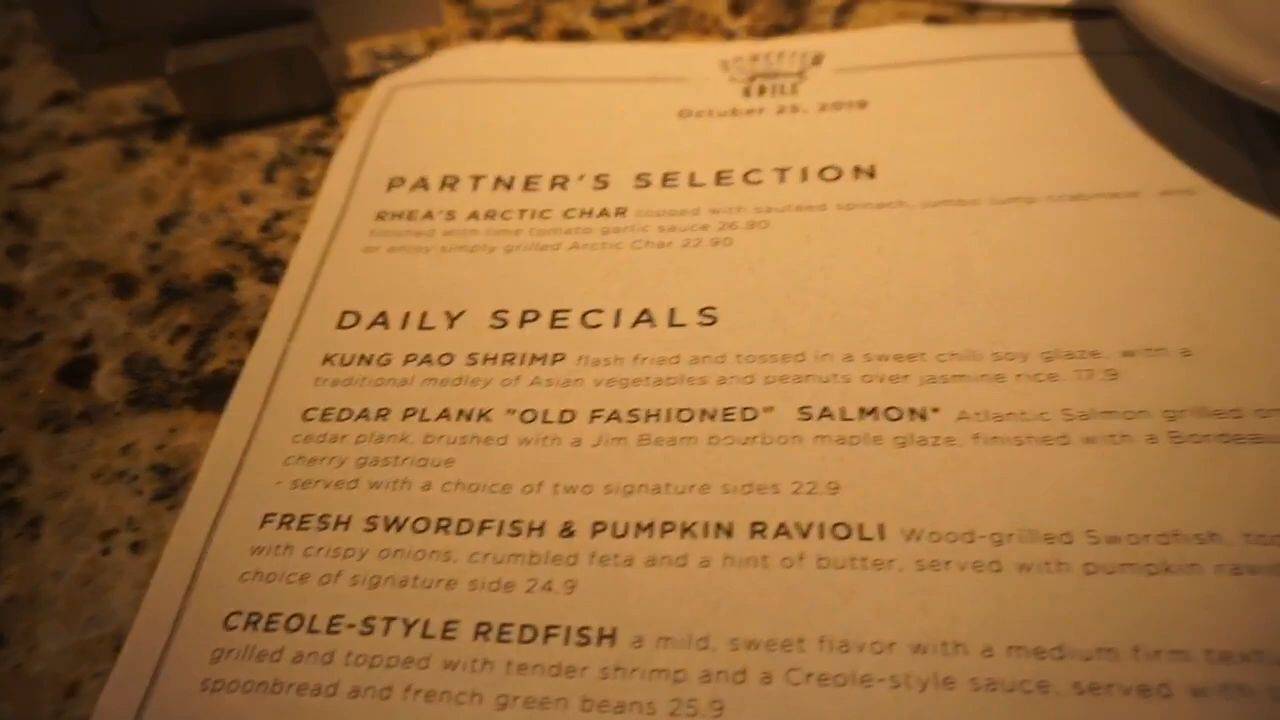 GRILL
October 25, 2019
PARTNER'S SELECTION
RHEA'S ARCTIC CHAR topped with sauteed spinach, jumbo lump crabmeat and
finished with lime tomato garlic sauce 26.90
or enjoy simply grilled Arctic Char 22.90
DAILY SPECIALS
KUNG PAO SHRIMP flash fried and tossed in a sweet chili soy glaze, with a
traditional medley of Asian vegetables and peanuts over jasmine rice. 17.9
CEDAR PLANK "OLD FASHIONED" SALMON* Atlantic Salmon grilled on
cedar plank, brushed with a Jim Beam bourbon maple glaze, finished with a Bordeau
cherry gastrique
- served with a choice of two signature sides 22.9
FRESH SWORDFISH & PUMPKIN RAVIOLI Wood-grilled Swordfish,
with crispy onions, crumbled feta and a hint of butter, served with pumpkin
choice of signature side 24.9
CREOLE-STYLE REDFISH a mild, sweet flavor with a medium firm
grilled and topped with tender shrimp and a Creole-style sauce, served with
spoonbread and french green beans 25.9